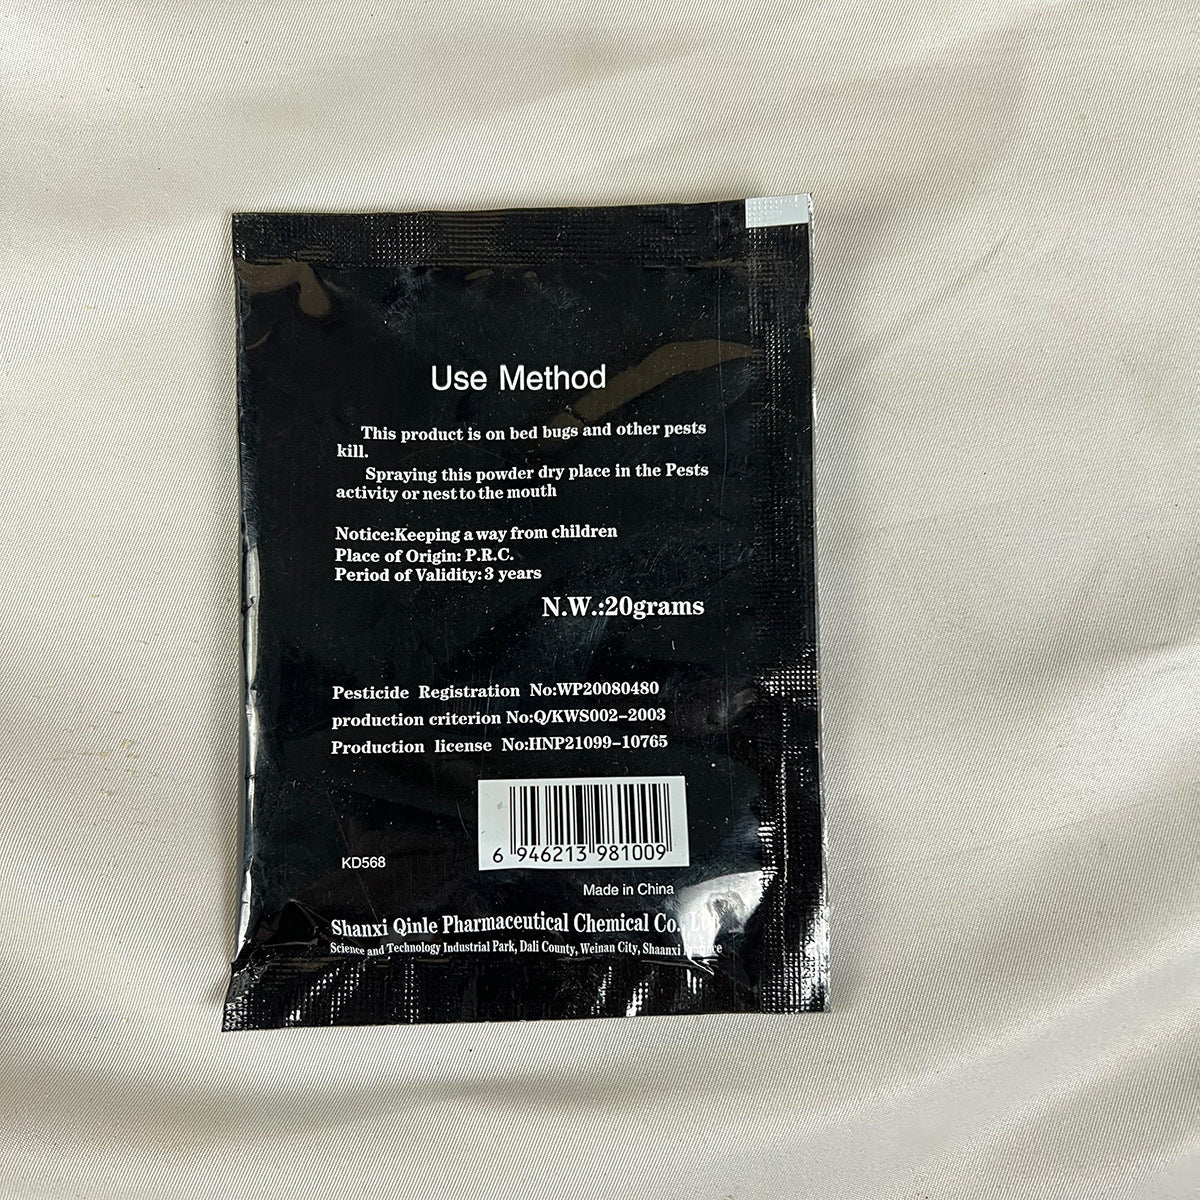 Use Method
This product is on bed bugs and other pests
kill.
Spraying this powder dry place in the Pests
activity or nest to the mouth
Notice:Keeping a way from children
Place of Origin: P.R.C.
Period of Validity:3 years
N.W.:20grams
Pesticide Registration No:WP20080480
production criterion No:Q/KWS002-2003
Production license No:HNP21099-10765
6 946213 981009
KD568
Made in China
Shanxi Qinle Pharmaceutical Chemical Co.,
Science and Technology Industrial Park, Dali County, Weinan City, Shaanxi